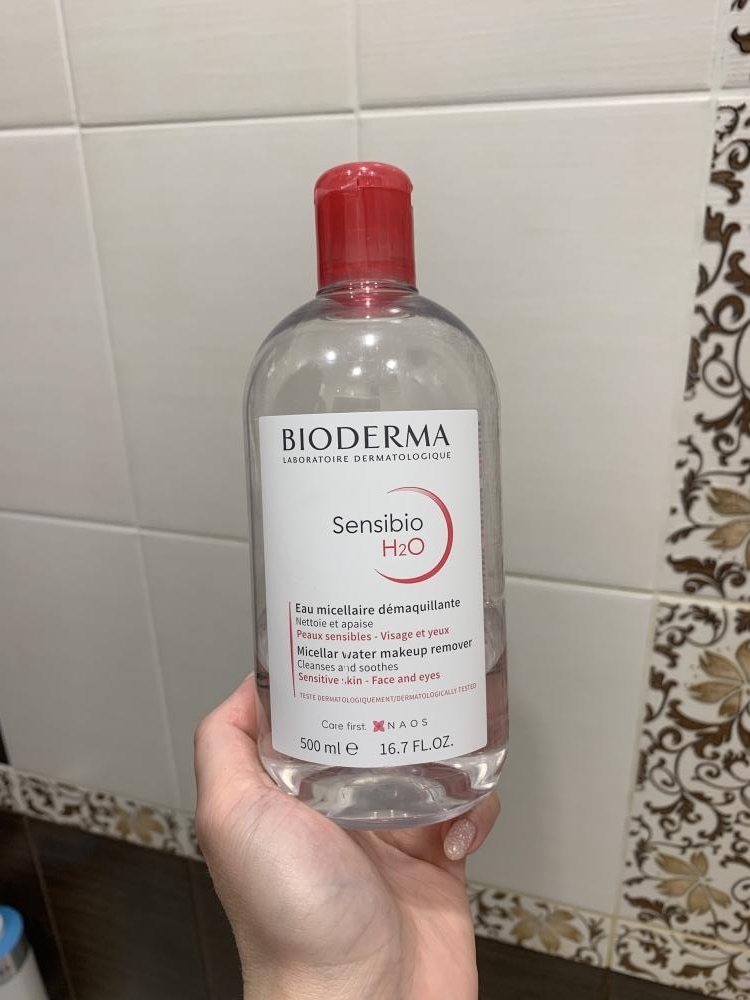 BIODERMA
LABORATOIRE DERMATOLOGIQUE
Sensibio
H2O
Eau micellaire démaquillante
Nettoie et apaise
Peaux sensibles - Visage et yeux
Micellar water makeup remover
Cleanses and soothes
Sensitive skin - Face and eyes
TESTÉ DERMATOLOGIQUEMENT/DERMATOLOGICALLY TESTED
Care first. NAOS
500 ml ℮ 16.7 FL.OZ.